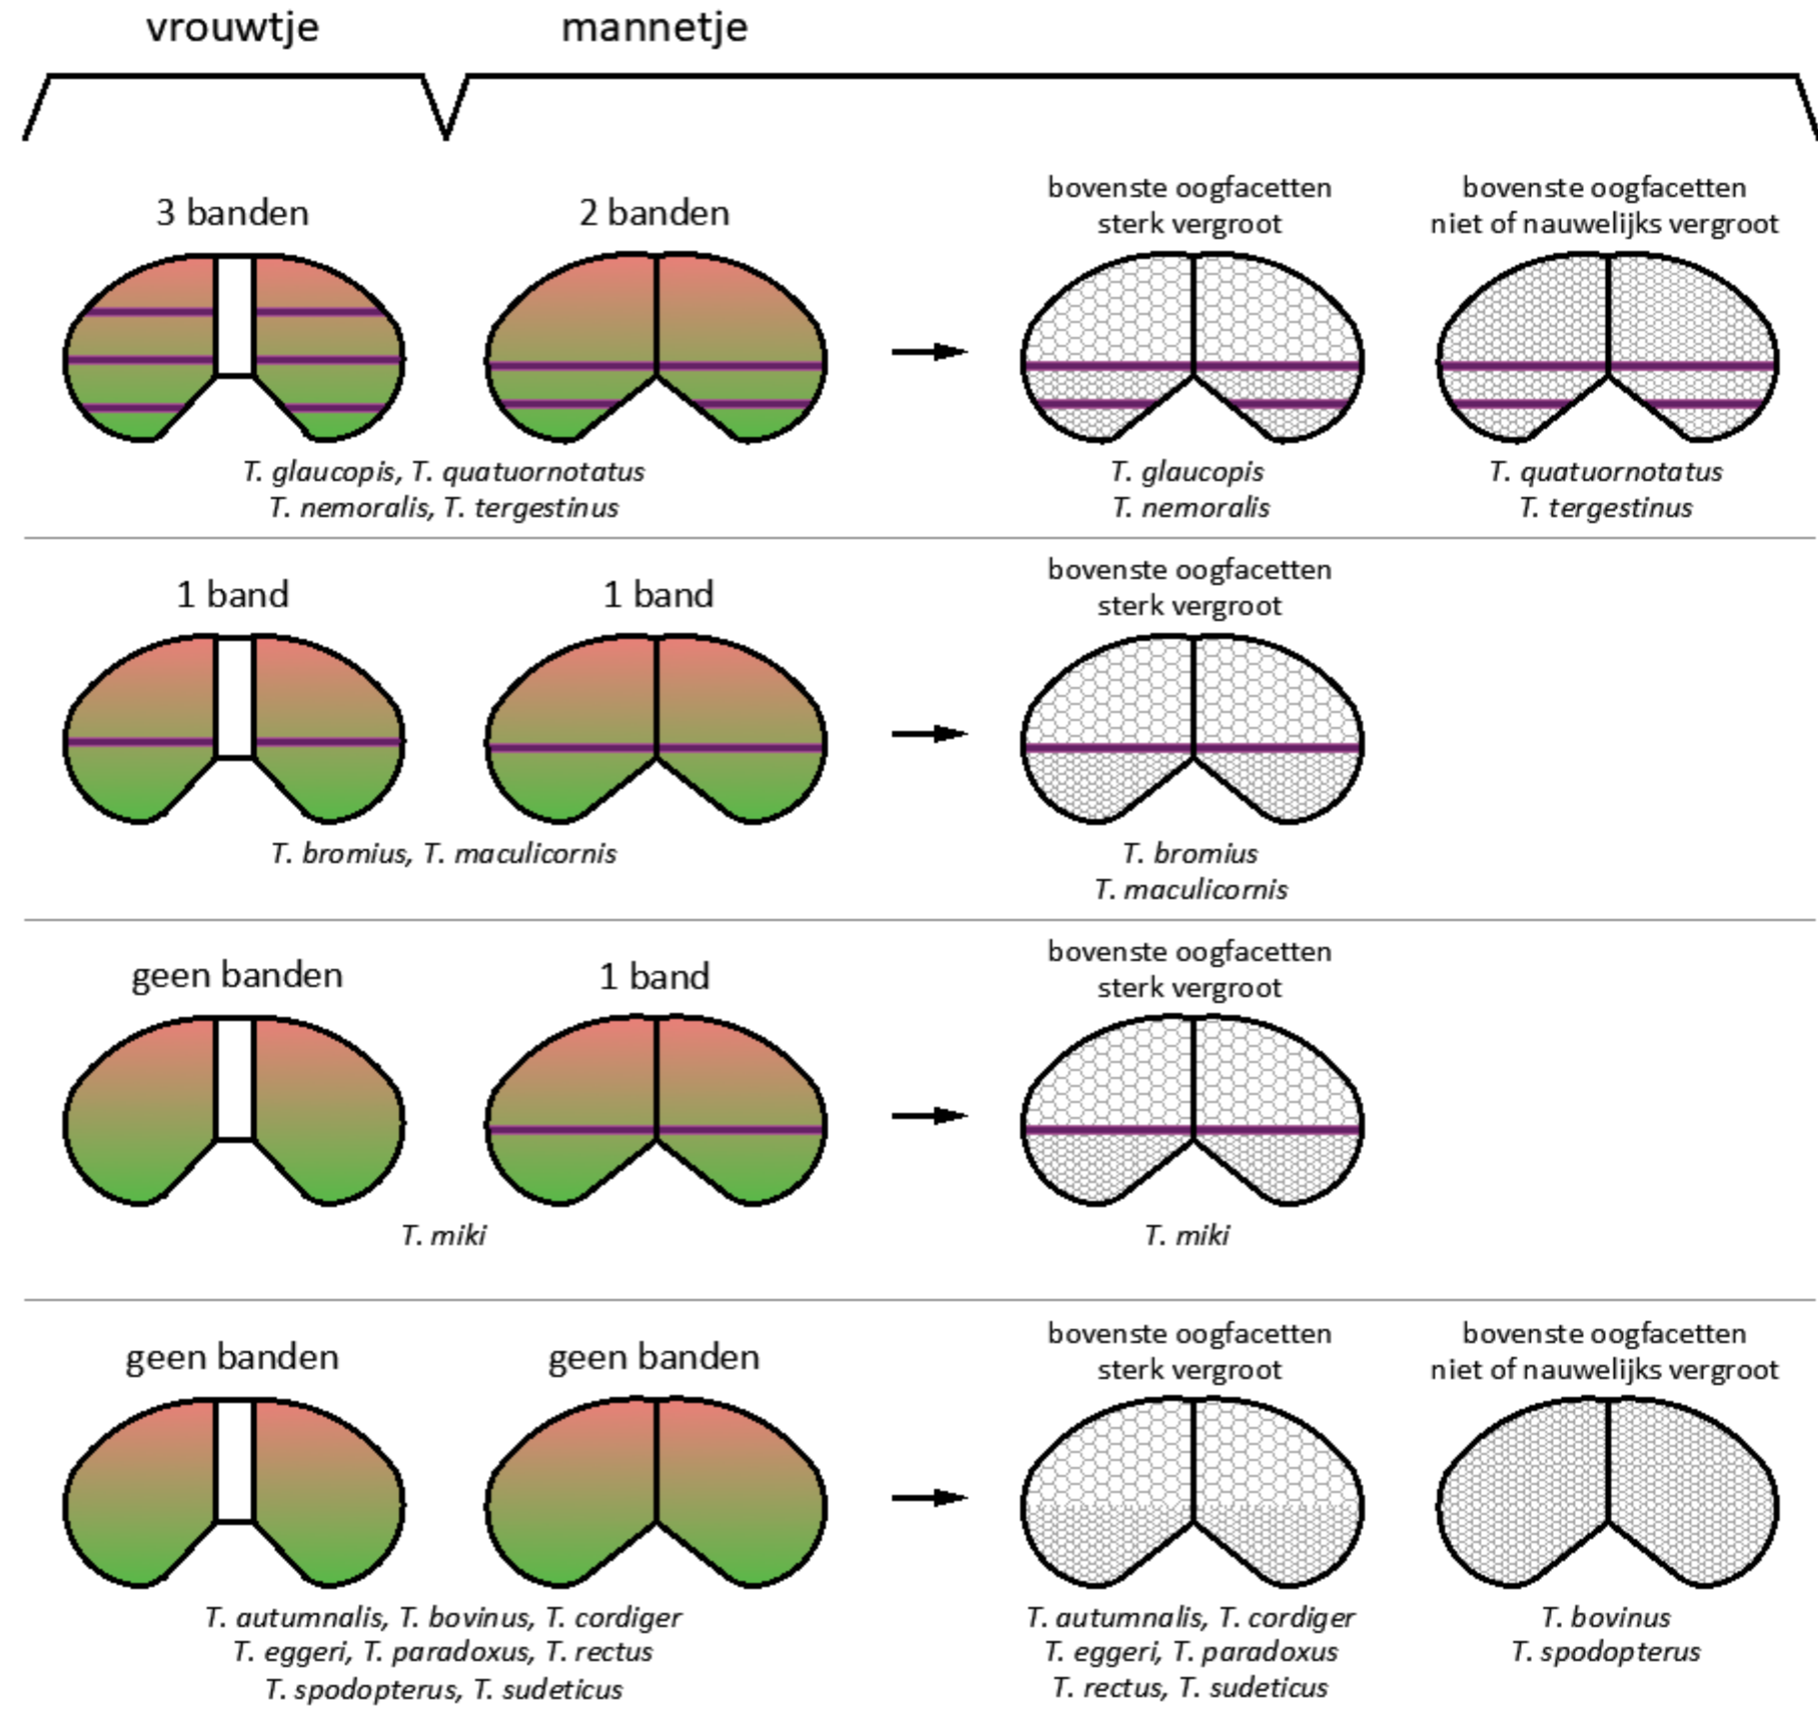 vrouwtje
mannetje
3 banden
2 banden
bovenste oogfacetten
sterk vergroot
bovenste oogfacetten
niet of nauwelijks vergroot
T. glaucopis, T. quatuornotatus
T. nemoralis, T. tergestinus
T. glaucopis
T. nemoralis
T. quatuornotatus
T. tergestinus
1 band
1 band
bovenste oogfacetten
sterk vergroot
T. bromius, T. maculicornis
T. bromius
T. maculicornis
geen banden
1 band
bovenste oogfacetten
sterk vergroot
T. miki
T. miki
geen banden
geen banden
bovenste oogfacetten
sterk vergroot
bovenste oogfacetten
niet of nauwelijks vergroot
T. autumnalis, T. bovinus, T. cordiger
T. eggeri, T. paradoxus, T. rectus
T. spodopterus, T. sudeticus
T. autumnalis, T. cordiger
T. eggeri, T. paradoxus
T. rectus, T. sudeticus
T. bovinus
T. spodopterus